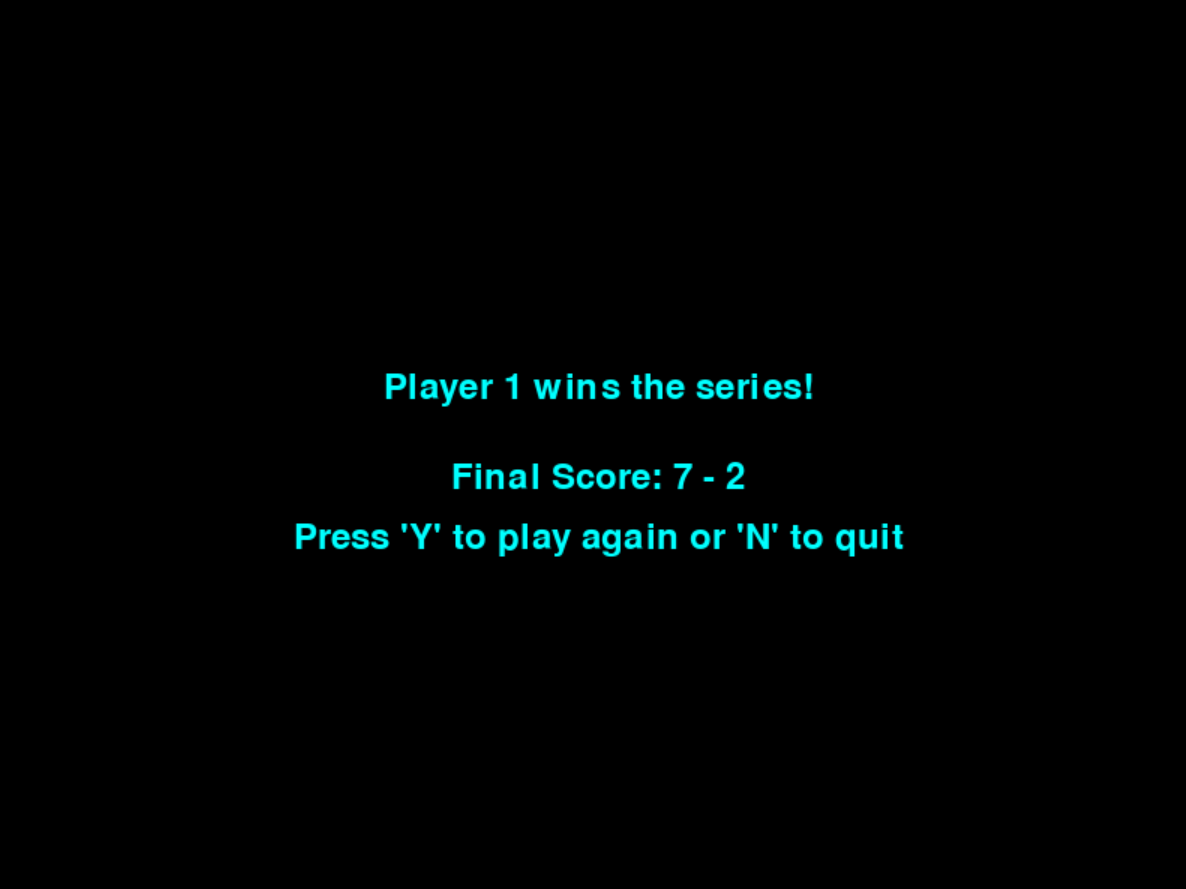 Player 1 wins the series!
Final Score: 7 - 2
Press 'Y' to play again or 'N' to quit